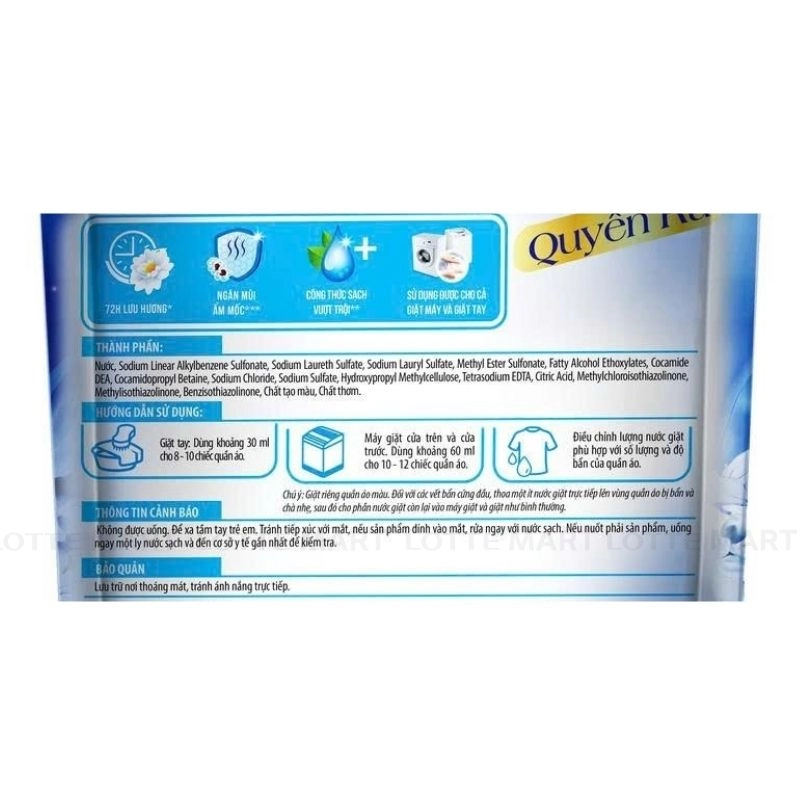 Quyến Rũ
72H LƯU HƯƠNG*
NGĂN MÙI
ẨM MỐC***
CÔNG THỨC SẠCH
VƯỢT TRỘI**
SỬ DỤNG ĐƯỢC CHO CẢ
GIẶT MÁY VÀ GIẶT TAY
THÀNH PHẦN:
Nước, Sodium Linear Alkylbenzene Sulfonate, Sodium Laureth Sulfate, Sodium Lauryl Sulfate, Methyl Ester Sulfonate, Fatty Alcohol Ethoxylates, Cocamide
DEA, Cocamidopropyl Betaine, Sodium Chloride, Sodium Sulfate, Hydroxypropyl Methylcellulose, Tetrasodium EDTA, Citric Acid, Methylchloroisothiazolinone,
Methylisothiazolinone, Benzisothiazolinone, Chất tạo màu, Chất thơm.
HƯỚNG DẪN SỬ DỤNG:
Giặt tay: Dùng khoảng 30 ml
cho 8 - 10 chiếc quần áo.
Máy giặt cửa trên và cửa
trước. Dùng khoảng 60 ml
cho 10 - 12 chiếc quần áo.
Điều chỉnh lượng nước giặt
phù hợp với số lượng và độ
bẩn của quần áo.
Chú ý: Giặt riêng quần áo màu. Đối với các vết bẩn cứng đầu, thoa một ít nước giặt trực tiếp lên vùng quần áo bị bẩn và
chà nhẹ, sau đó cho phần nước giặt còn lại vào máy giặt và giặt như bình thường.
THÔNG TIN CẢNH BÁO
Không được uống. Để xa tầm tay trẻ em. Tránh tiếp xúc với mắt, nếu sản phẩm dính vào mắt, rửa ngay với nước sạch. Nếu nuốt phải sản phẩm, uống
ngay một ly nước sạch và đến cơ sở y tế gần nhất để kiểm tra.
LOTTE MART LOTTE MART LOTTE MART
BẢO QUẢN
Lưu trữ nơi thoáng mát, tránh ánh nắng trực tiếp.